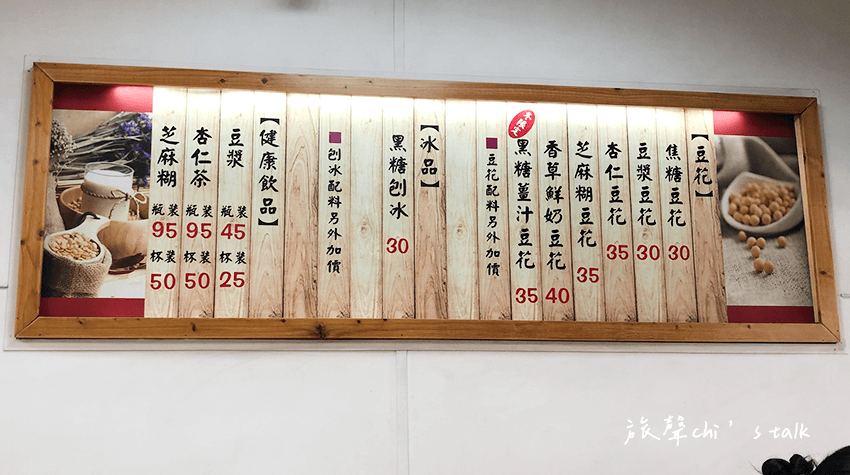 【豆花】
焦糖豆花 30
豆漿豆花 30
杏仁豆花 35
芝麻糊豆花 35
香草鮮奶豆花 40
冬限定
黑糖薑汁豆花 35
■豆花配料另外加價
【冰品】
黑糖刨冰 30
■刨冰配料另外加價
【健康飲品】
豆漿 瓶裝 45 杯裝 25
杏仁茶 瓶裝 95 杯裝 50
芝麻糊 瓶裝 95 杯裝 50
旅聲chi's talk